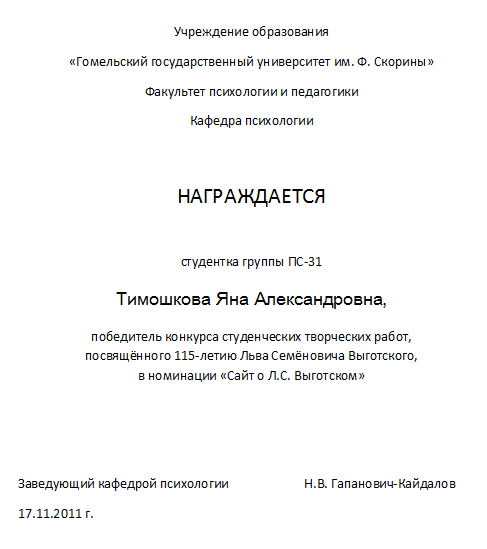 Учреждение образования
«Гомельский государственный университет им. Ф. Скорины»
Факультет психологии и педагогики
Кафедра психологии
НАГРАЖДАЕТСЯ
студентка группы ПС-31
Тимошкова Яна Александровна,
победитель конкурса студенческих творческих работ,
посвящённого 115-летию Льва Семёновича Выготского,
в номинации «Сайт о Л.С. Выготском»
Заведующий кафедрой психологии Н.В. Гапанович-Кайдалов
17.11.2011 г.